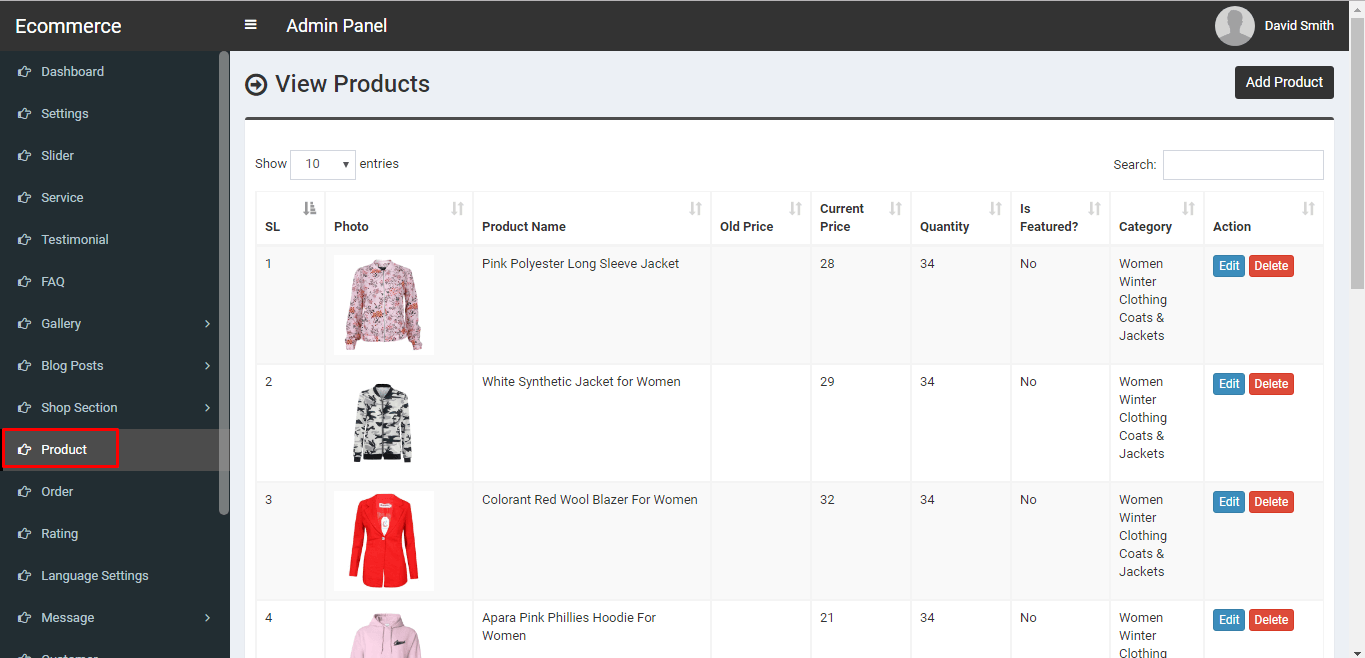 Ecommerce
Admin Panel
David Smith
Dashboard
Settings
Slider
Service
Testimonial
FAQ
Gallery
Blog Posts
Shop Section
Product
Order
Rating
Language Settings
Message
View Products
Add Product
Show 10 entries
Search:
SL
Photo
Product Name
Old Price
Current
Price
Quantity
Is
Featured?
Category
Action
1
Pink Polyester Long Sleeve Jacket
28
34
No
Women
Winter
Clothing
Coats &
Jackets
Edit
Delete
2
White Synthetic Jacket for Women
29
34
No
Women
Winter
Clothing
Coats &
Jackets
Edit
Delete
3
Colorant Red Wool Blazer For Women
32
34
No
Women
Winter
Clothing
Coats &
Jackets
Edit
Delete
4
Apara Pink Phillies Hoodie For
Women
21
34
No
Women
Winter
Clothing
Edit
Delete